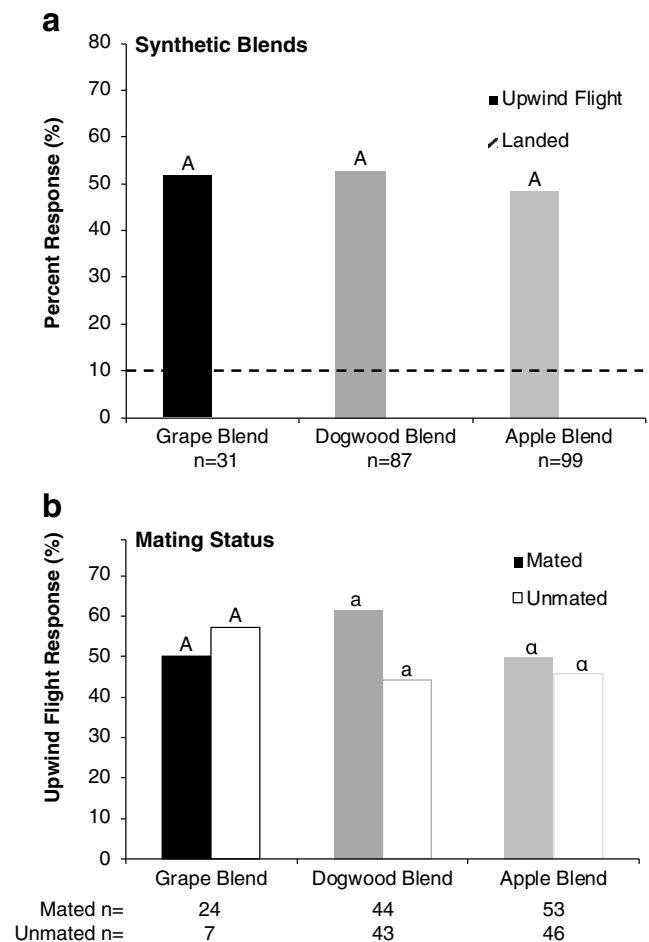 a
Synthetic Blends
Percent Response (%)
80
70
60
50
40
30
20
10
0
Upwind Flight
Landed
A
A
A
Grape Blend
Dogwood Blend
Apple Blend
n=31
n=87
n=99
b
Mating Status
Upwind Flight Response (%)
70
60
50
40
30
20
10
0
Mated
Unmated
A
A
a
a
α
α
Grape Blend
Dogwood Blend
Apple Blend
Mated n= 24 44 53
Unmated n= 7 43 46